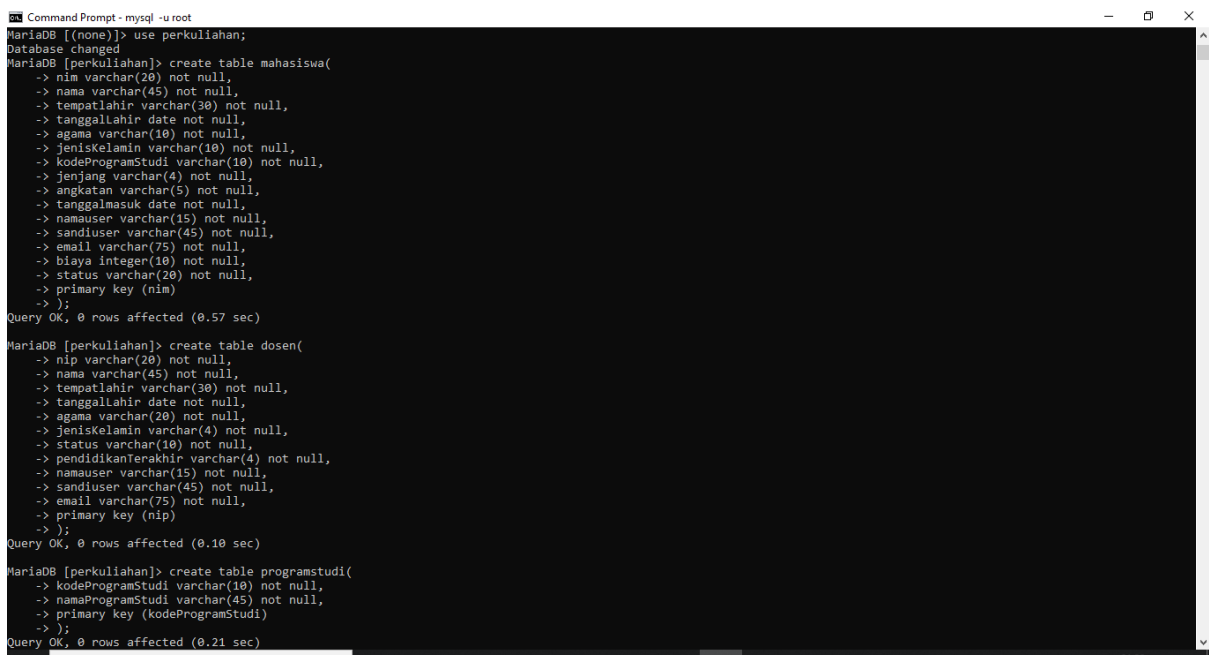 Command Prompt - mysql -u root
MariaDB [(none)]> use perkuliahan;
Database changed
MariaDB [perkuliahan]> create table mahasiswa(
    -> nim varchar(20) not null,
    -> nama varchar(45) not null,
    -> tempatlahir varchar(30) not null,
    -> tanggalLahir date not null,
    -> agama varchar(10) not null,
    -> jenisKelamin varchar(10) not null,
    -> kodeProgramStudi varchar(10) not null,
    -> jenjang varchar(4) not null,
    -> angkatan varchar(5) not null,
    -> tanggalmasuk date not null,
    -> namauser varchar(15) not null,
    -> sandiuser varchar(45) not null,
    -> email varchar(75) not null,
    -> biaya integer(10) not null,
    -> status varchar(20) not null,
    -> primary key (nim)
    -> );
Query OK, 0 rows affected (0.57 sec)
MariaDB [perkuliahan]> create table dosen(
    -> nip varchar(20) not null,
    -> nama varchar(45) not null,
    -> tempatlahir varchar(30) not null,
    -> tanggalLahir date not null,
    -> agama varchar(20) not null,
    -> jenisKelamin varchar(4) not null,
    -> status varchar(10) not null,
    -> pendidikanTerakhir varchar(4) not null,
    -> namauser varchar(15) not null,
    -> sandiuser varchar(45) not null,
    -> email varchar(75) not null,
    -> primary key (nip)
    -> );
Query OK, 0 rows affected (0.10 sec)
MariaDB [perkuliahan]> create table programstudi(
    -> kodeProgramStudi varchar(10) not null,
    -> namaProgramStudi varchar(45) not null,
    -> primary key (kodeProgramStudi)
    -> );
Query OK, 0 rows affected (0.21 sec)